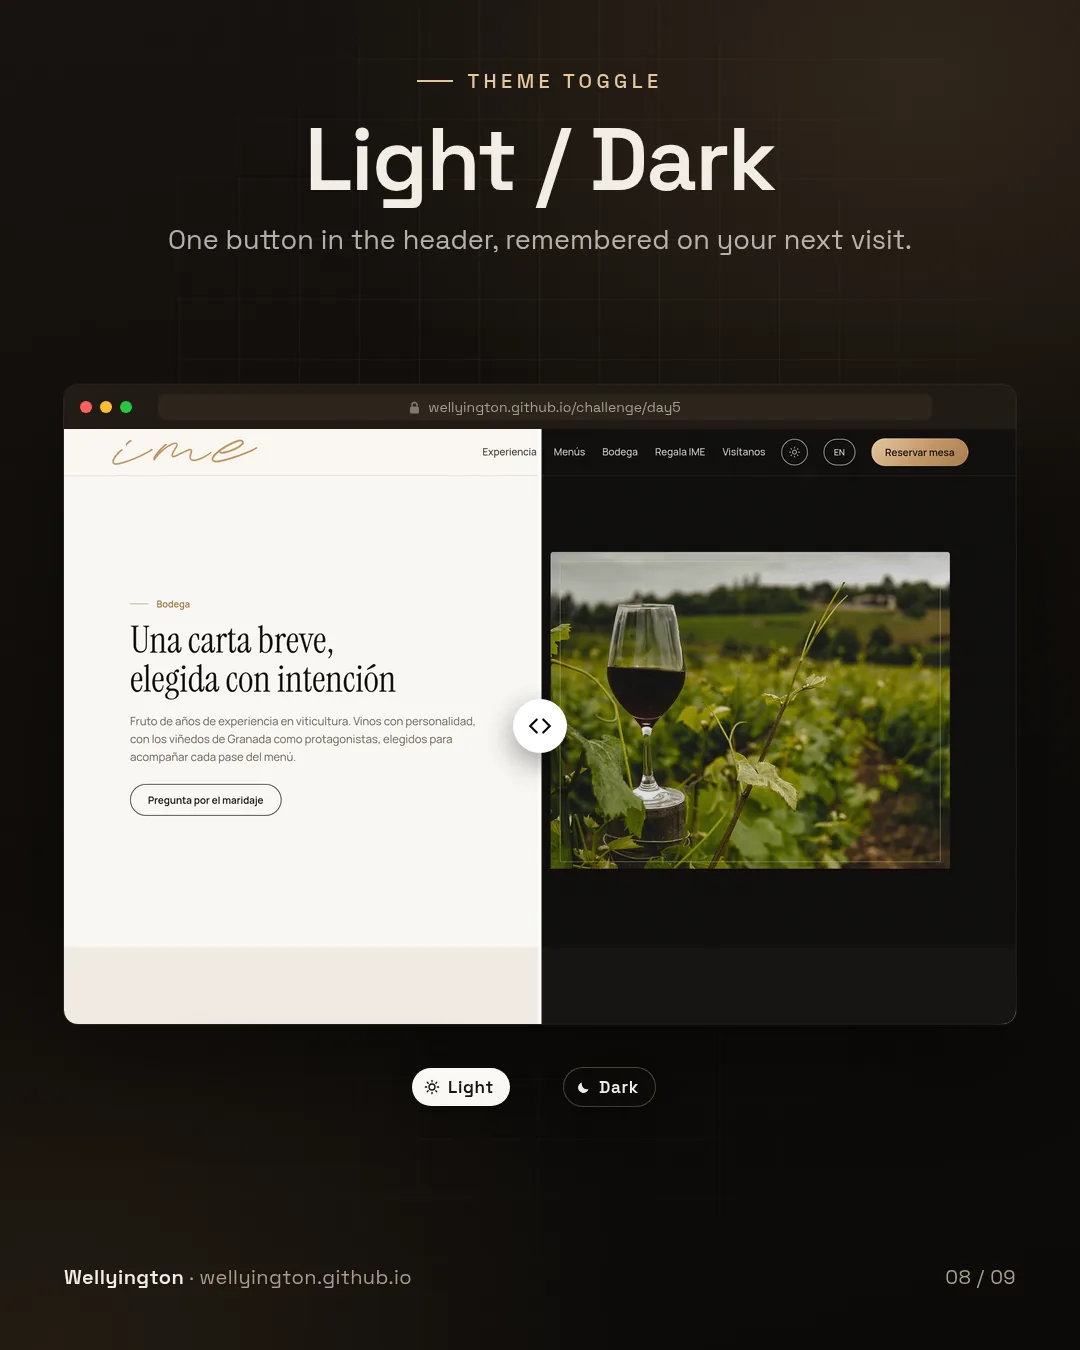 THEME TOGGLE
Light / Dark
One button in the header, remembered on your next visit.
wellyington.github.io/challenge/day5
ime
Experiencia Menús Bodega Regala IME Visítanos EN Reservar mesa
Bodega
Una carta breve,
elegida con intención
Fruto de años de experiencia en viticultura. Vinos con personalidad,
con los viñedos de Granada como protagonistas, elegidos para
acompañar cada pase del menú.
Pregunta por el maridaje
Light Dark
Wellyington · wellyington.github.io
08 / 09